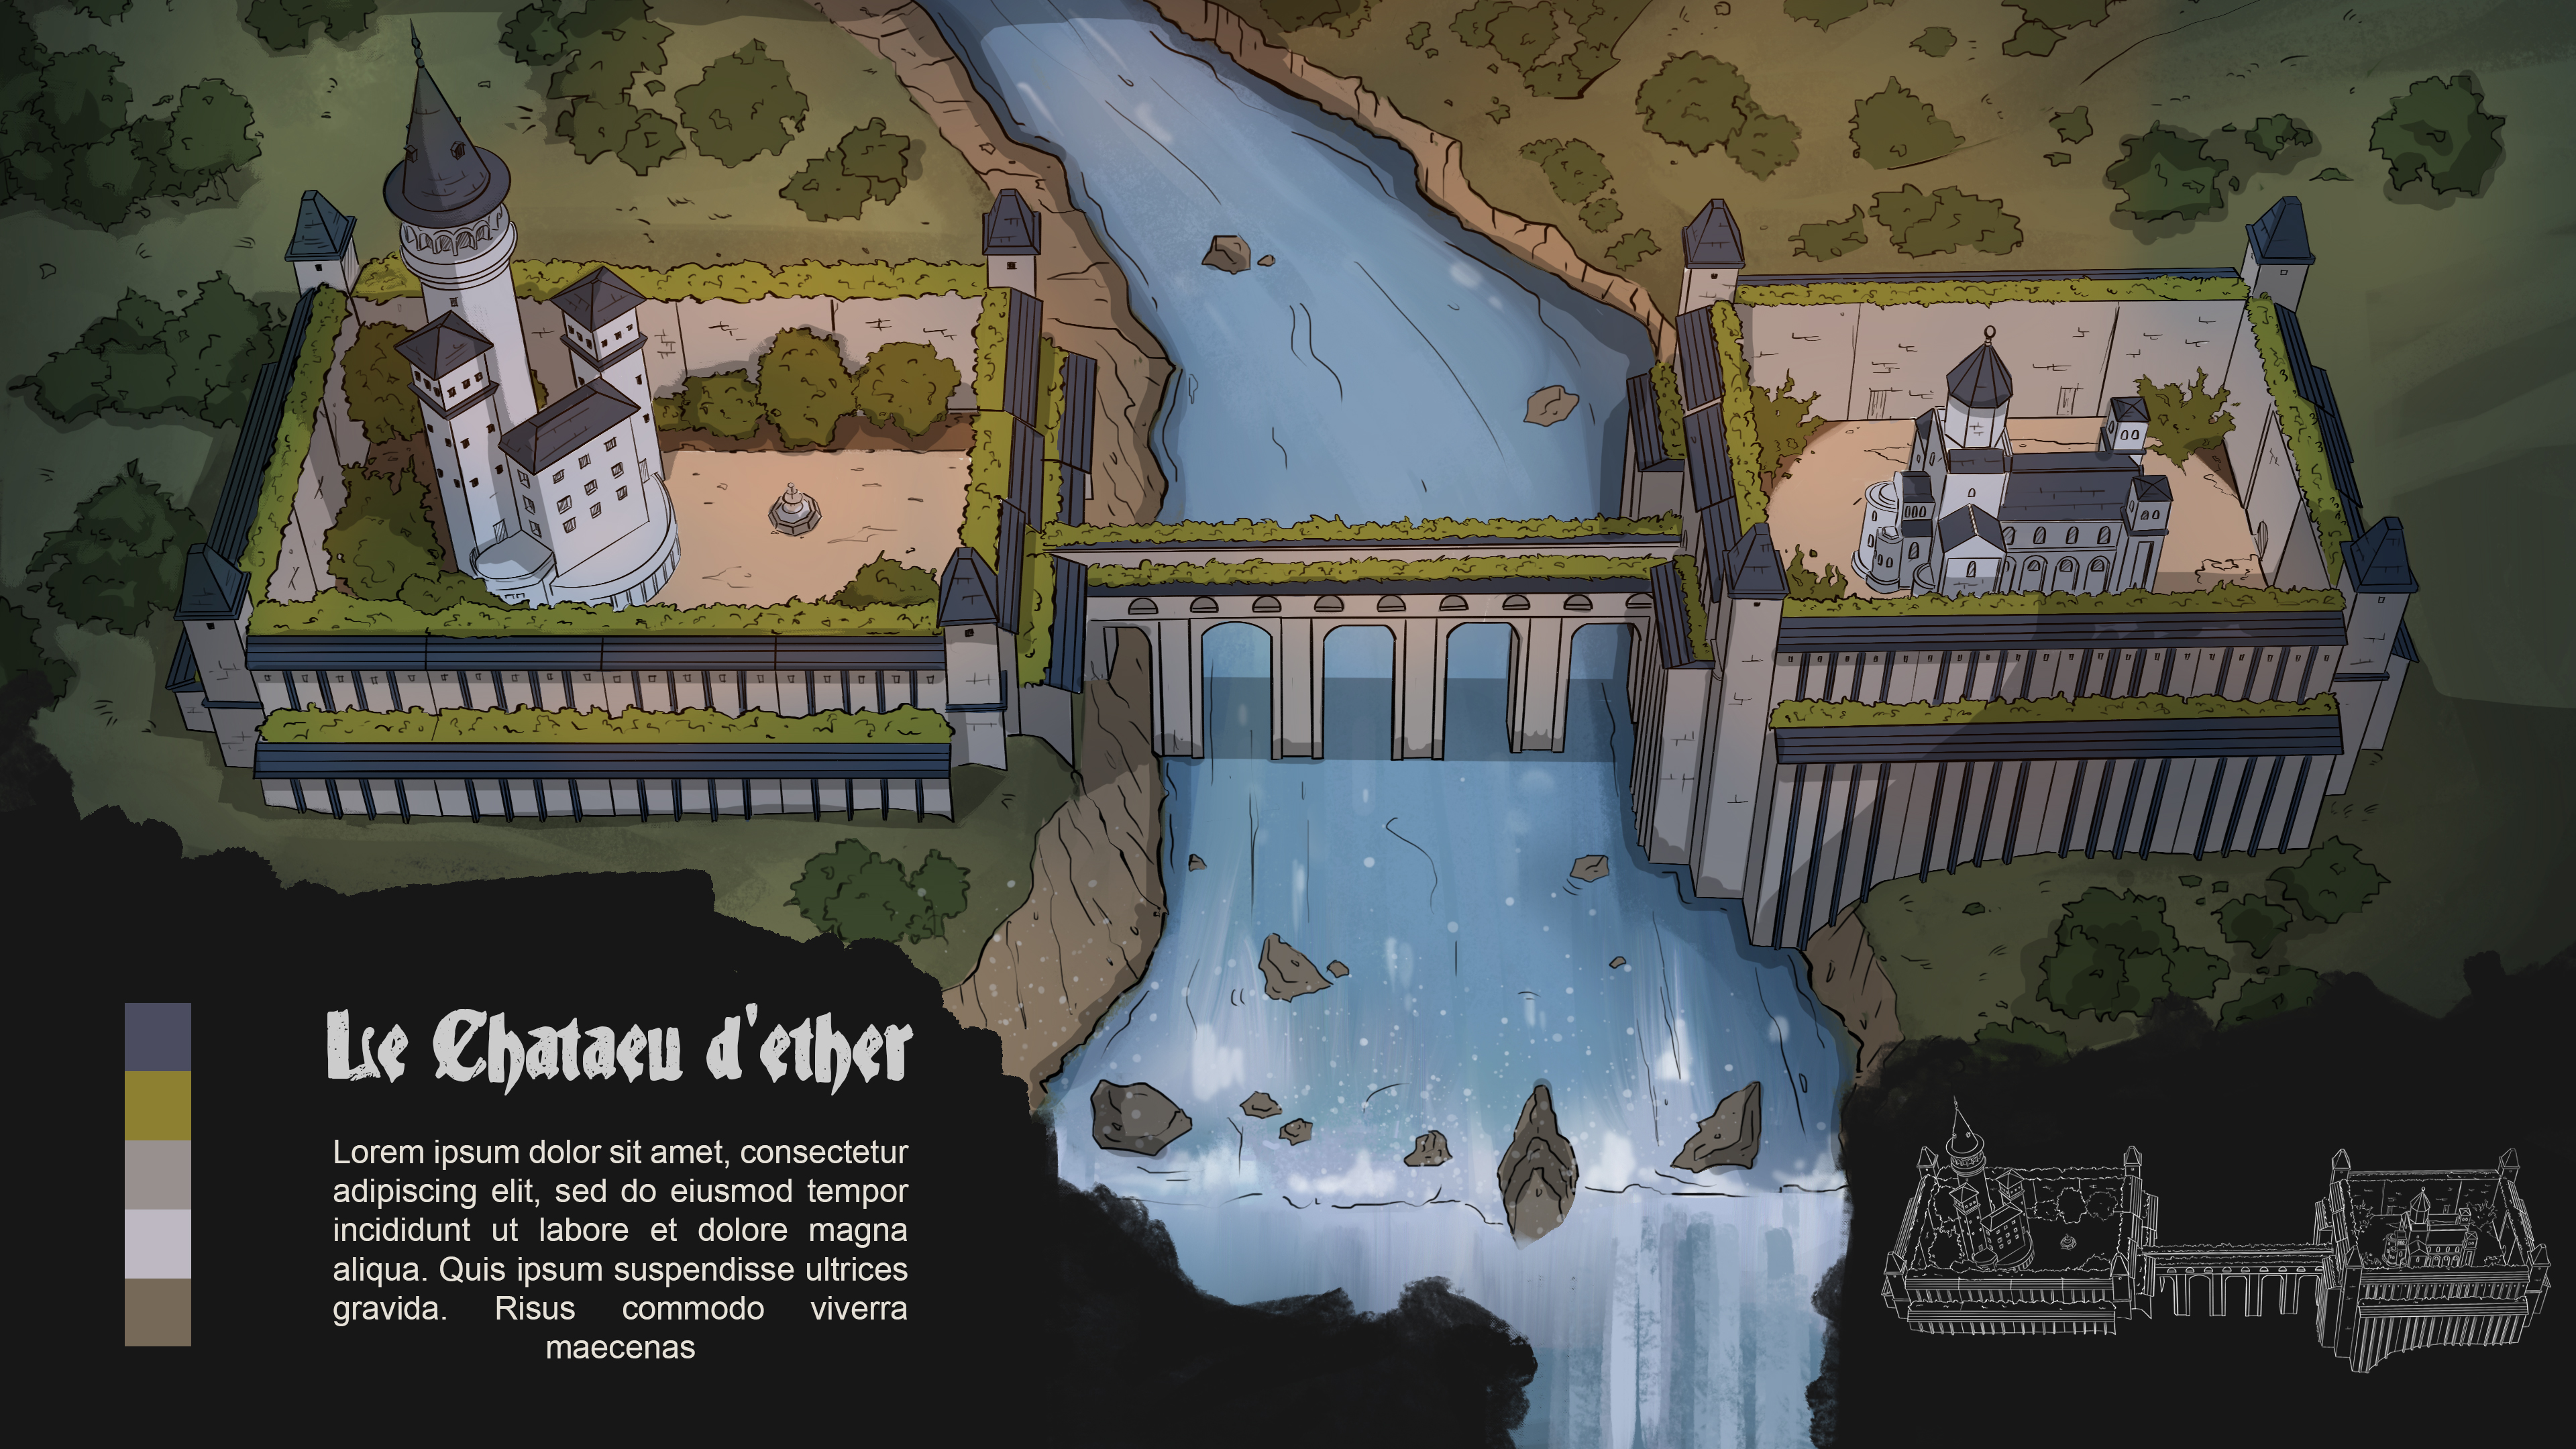 Le Chataeu d'ether
Lorem ipsum dolor sit amet, consectetur
adipiscing elit, sed do eiusmod tempor
incididunt ut labore et dolore magna
aliqua. Quis ipsum suspendisse ultrices
gravida. Risus commodo viverra
maecenas